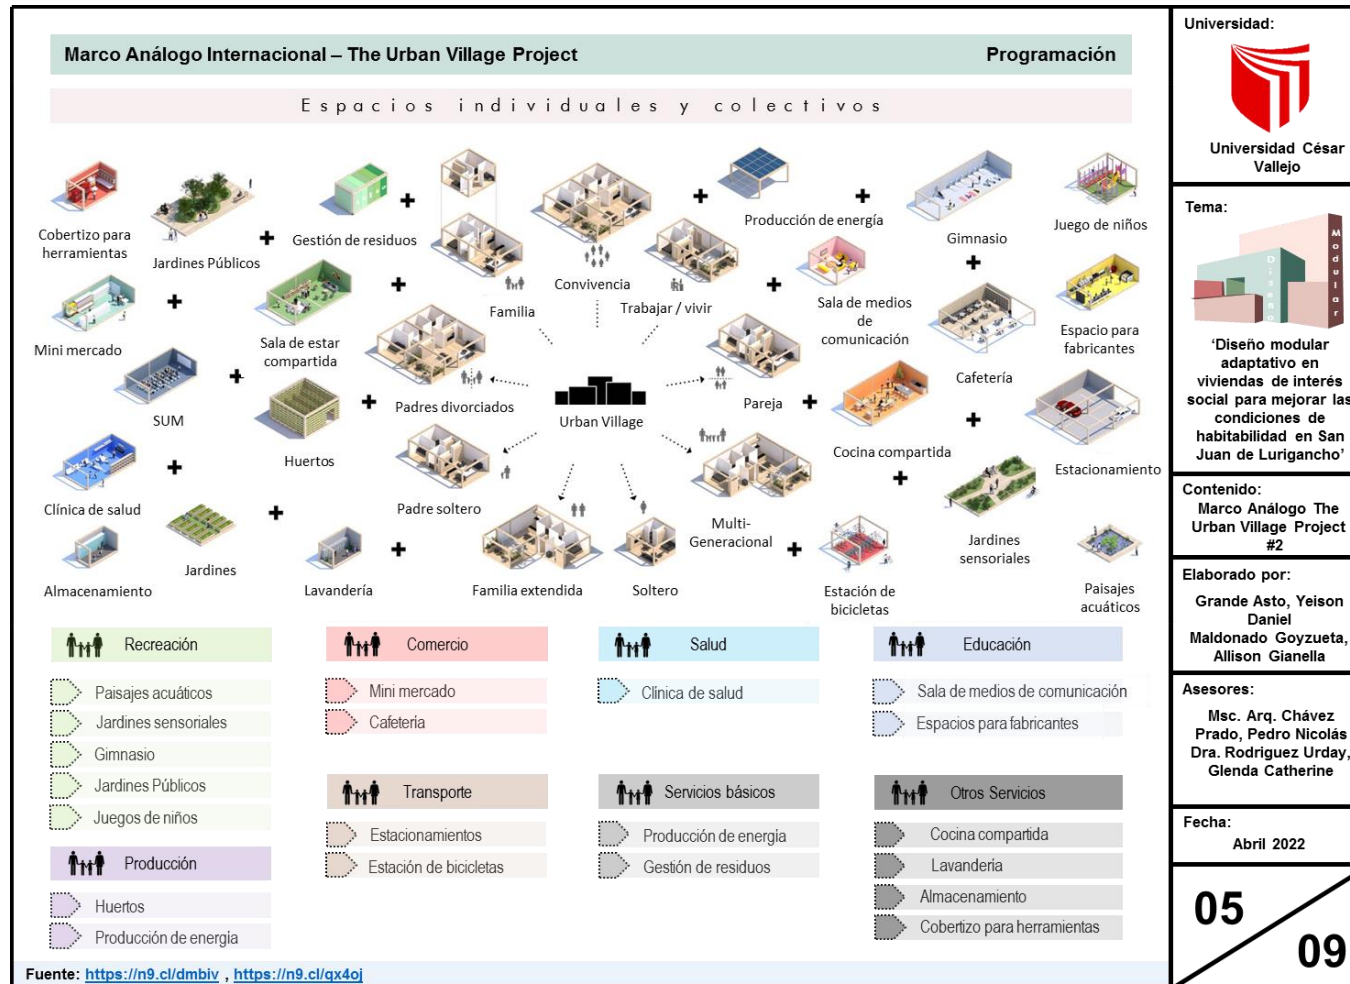 Marco Análogo Internacional – The Urban Village Project
Programación
Espacios individuales y colectivos
Cobertizo para
herramientas
Jardines Públicos
Gestión de residuos
Familia
Convivencia
Trabajar / vivir
Producción de energía
Gimnasio
Juego de niños
Mini mercado
Sala de estar
compartida
Sala de medios
de
comunicación
Espacio para
fabricantes
SUM
Huertos
Padres divorciados
Urban Village
Pareja
Cafetería
Cocina compartida
Estacionamiento
Clínica de salud
Jardines
Padre soltero
Multi-
Generacional
Jardines
sensoriales
Almacenamiento
Lavandería
Familia extendida
Soltero
Estación de
bicicletas
Paisajes
acuáticos
Recreación
Paisajes acuáticos
Jardines sensoriales
Gimnasio
Jardines Públicos
Juegos de niños
Producción
Huertos
Producción de energía
Comercio
Mini mercado
Cafeteria
Transporte
Estacionamientos
Estación de bicicletas
Salud
Clínica de salud
Servicios básicos
Producción de energía
Gestión de residuos
Educación
Sala de medios de comunicación
Espacios para fabricantes
Otros Servicios
Cocina compartida
Lavandería
Almacenamiento
Cobertizo para herramientas
Fuente: https://n9.cl/dmbiv , https://n9.cl/qx4oj
Universidad:
Universidad César
Vallejo
Tema:
Diseño
Modular
‘Diseño modular
adaptativo en
viviendas de interés
social para mejorar las
condiciones de
habitabilidad en San
Juan de Lurigancho’
Contenido:
Marco Análogo The
Urban Village Project
#2
Elaborado por:
Grande Asto, Yeison
Daniel
Maldonado Goyzueta,
Allison Gianella
Asesores:
Msc. Arq. Chávez
Prado, Pedro Nicolás
Dra. Rodriguez Urday,
Glenda Catherine
Fecha:
Abril 2022
05
09